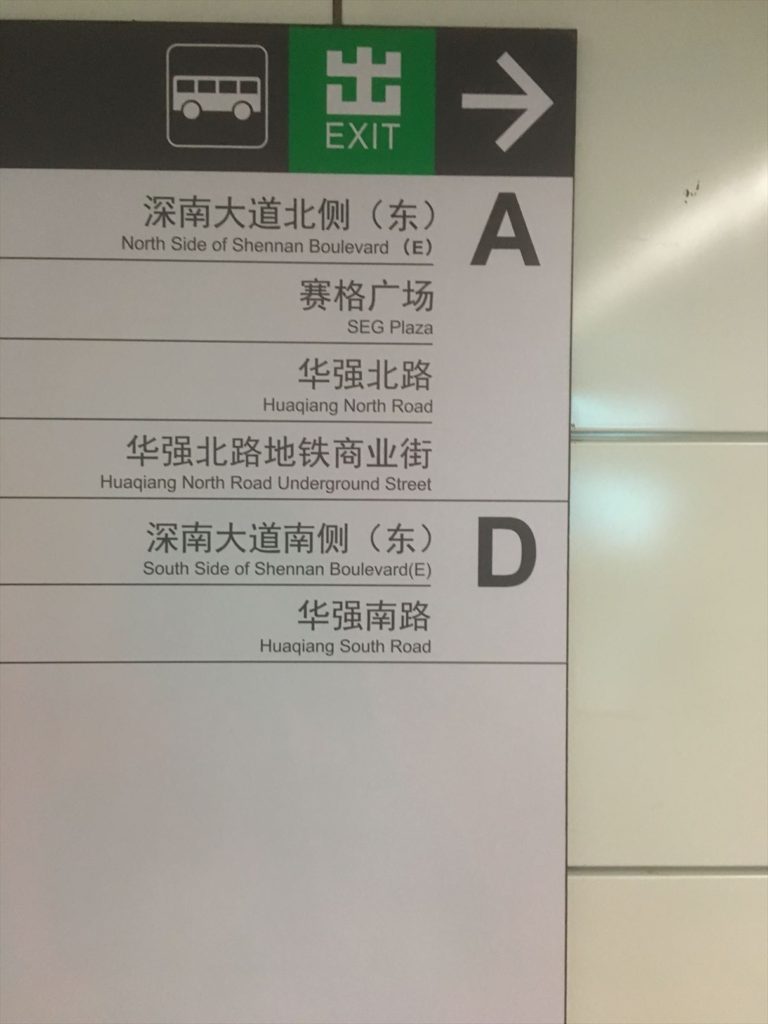 出
EXIT
深南大道北侧（东）
North Side of Shennan Boulevard （E）
A
赛格广场
SEG Plaza
华强北路
Huaqiang North Road
华强北路地铁商业街
Huaqiang North Road Underground Street
深南大道南侧（东）
South Side of Shennan Boulevard(E)
D
华强南路
Huaqiang South Road